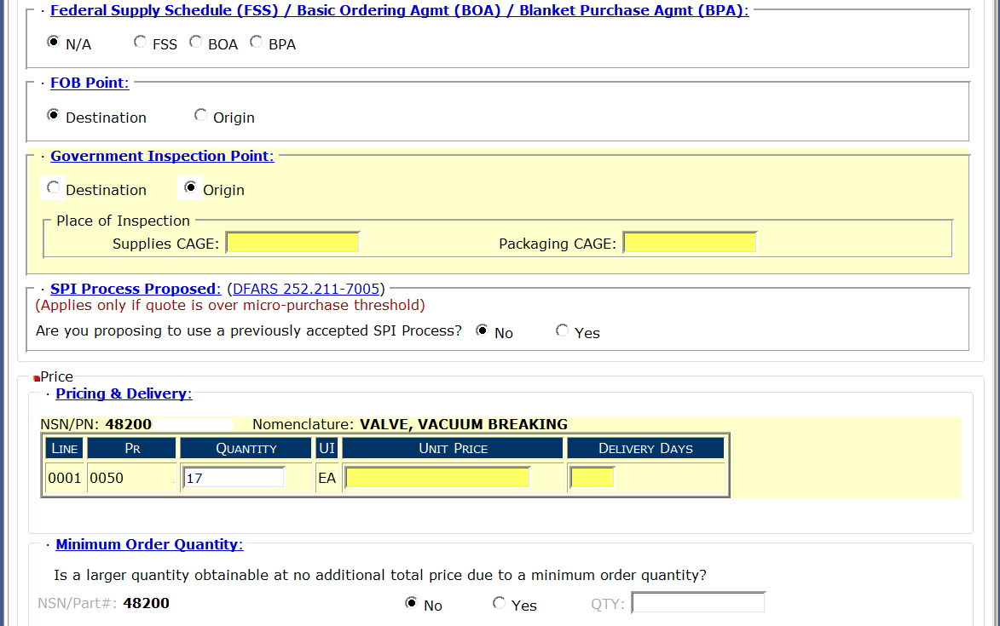 · Federal Supply Schedule (FSS) / Basic Ordering Agmt (BOA) / Blanket Purchase Agmt (BPA):
N/A FSS BOA BPA
· FOB Point:
Destination Origin
· Government Inspection Point:
Destination Origin
Place of Inspection
Supplies CAGE: Packaging CAGE:
· SPI Process Proposed: (DFARS 252.211-7005)
(Applies only if quote is over micro-purchase threshold)
Are you proposing to use a previously accepted SPI Process? No Yes
Price
· Pricing & Delivery:
NSN/PN: 48200 Nomenclature: VALVE, VACUUM BREAKING
LINE PR QUANTITY UI UNIT PRICE DELIVERY DAYS
0001 0050 17 EA
· Minimum Order Quantity:
Is a larger quantity obtainable at no additional total price due to a minimum order quantity?
NSN/Part#: 48200 No Yes QTY: